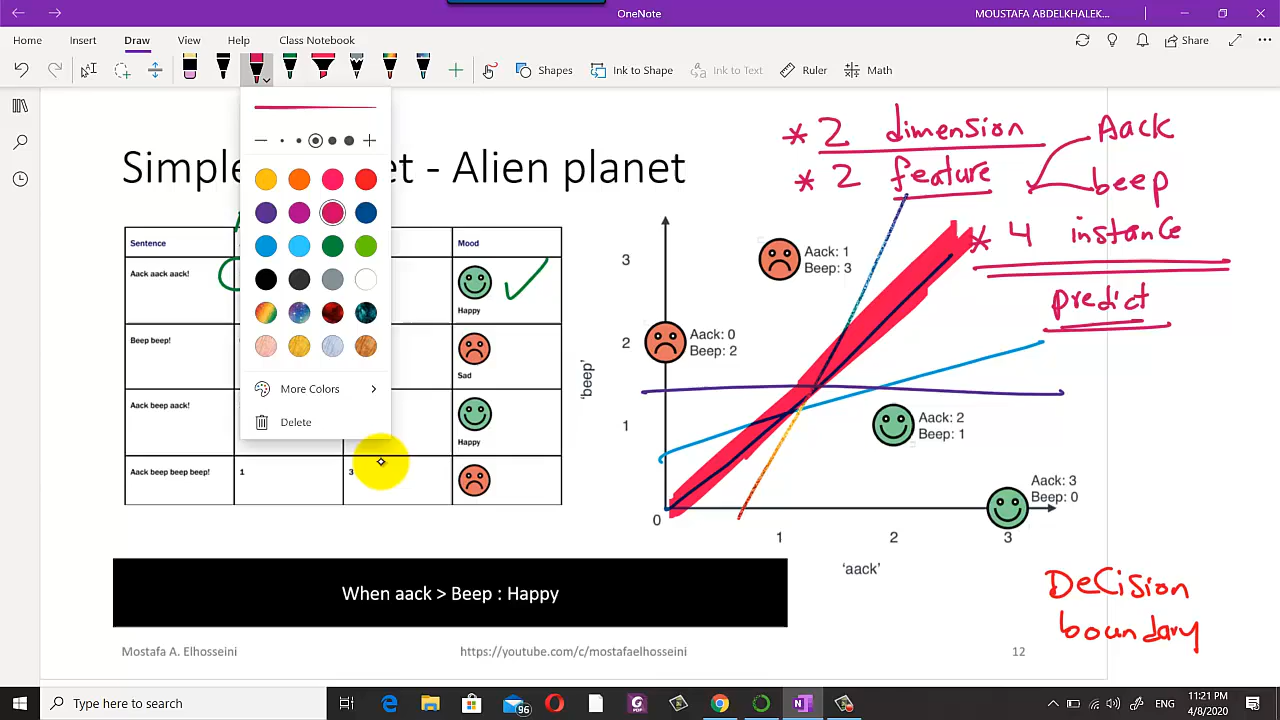 OneNote
MOUSTAFA ABDELKHALEK...
Home Insert Draw View Help Class Notebook
Share
Shapes Ink to Shape Ink to Text Ruler Math
Simple et - Alien planet
More Colors
Delete
Sentence Mood
Aack aack aack! Happy
Beep beep! Sad
Aack beep aack! Happy
Aack beep beep beep! 1 3
* 2 dimension
* 2 feature
Aack
beep
* 4 instance
predict
3
2
1
0
1 2 3
'beep'
'aack'
Aack: 1
Beep: 3
Aack: 0
Beep: 2
Aack: 2
Beep: 1
Aack: 3
Beep: 0
When aack > Beep : Happy
Decision
boundary
Mostafa A. Elhosseini https://youtube.com/c/mostafaelhosseini 12
Type here to search
96
ENG
11:21 PM
4/8/2020